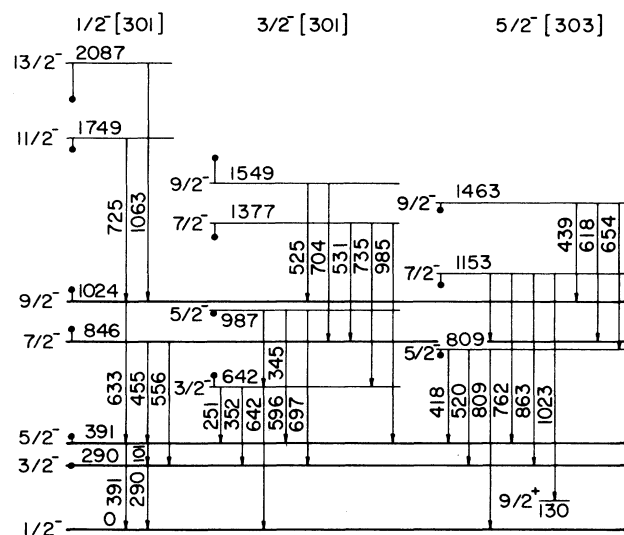 1/2⁻ [301] 3/2⁻ [301] 5/2⁻ [303]
13/2⁻ 2087
11/2⁻ 1749
9/2⁻ 1549
9/2⁻ 1463
7/2⁻ 1377
725 1063
525 704 531 735 985
439 618 654
7/2⁻ 1153
9/2⁻ 1024
5/2⁻ 987
7/2⁻ 846
5/2⁻ 809
345
3/2⁻ 642
633 455 556
251 352 642 596 697
418 520 809 762 863 1023
5/2⁻ 391
3/2⁻ 290 101
391 290
9/2⁺ 130
1/2⁻ 0